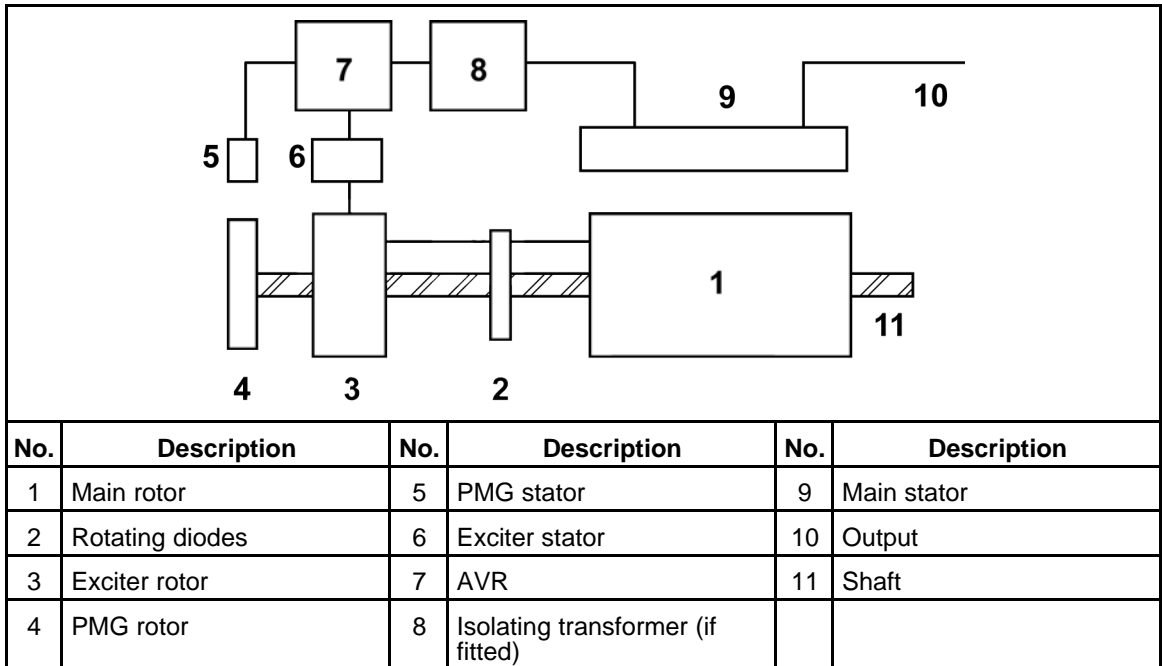 7
8
9
10
5
6
1
11
4
3
2
No. Description No. Description No. Description
1 Main rotor 5 PMG stator 9 Main stator
2 Rotating diodes 6 Exciter stator 10 Output
3 Exciter rotor 7 AVR 11 Shaft
4 PMG rotor 8 Isolating transformer (if
fitted)